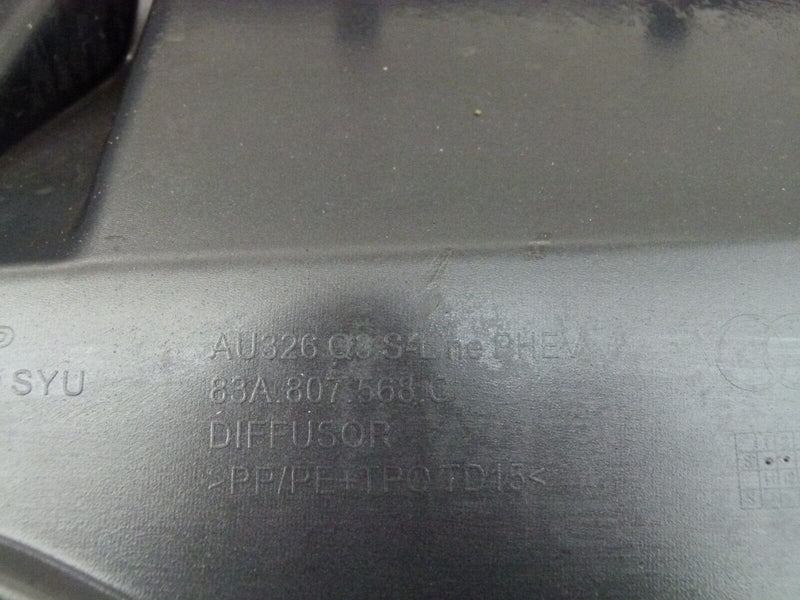 AU326 Q3 S-Line PHEV
SYU
83A.807.568.C
DIFFUSOR
>PP/PE+TPO TD15<